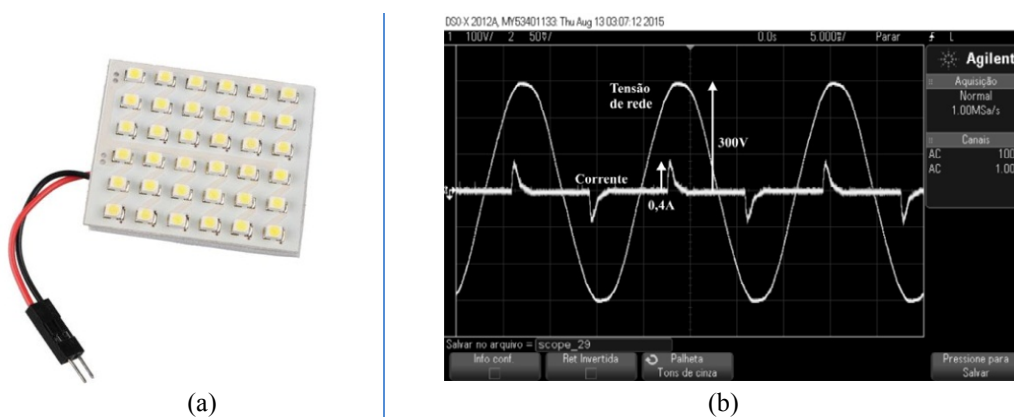 DSO-X 2012A, MY53401133: Thu Aug 13 03:07:12 2015
1 100V/ 2 50V/ 0.0s 5.000s/ Parar
Agilent
Aquisição
Normal
1.00MSa/s
Canais
AC 100
AC 1.00
Tensão
de rede
300V
Corrente
0,4A
Salvar no arquivo = scope_29
Info conf.
Ret Invertida
Palheta
Tons de cinza
Pressione para
Salvar
(a)
(b)